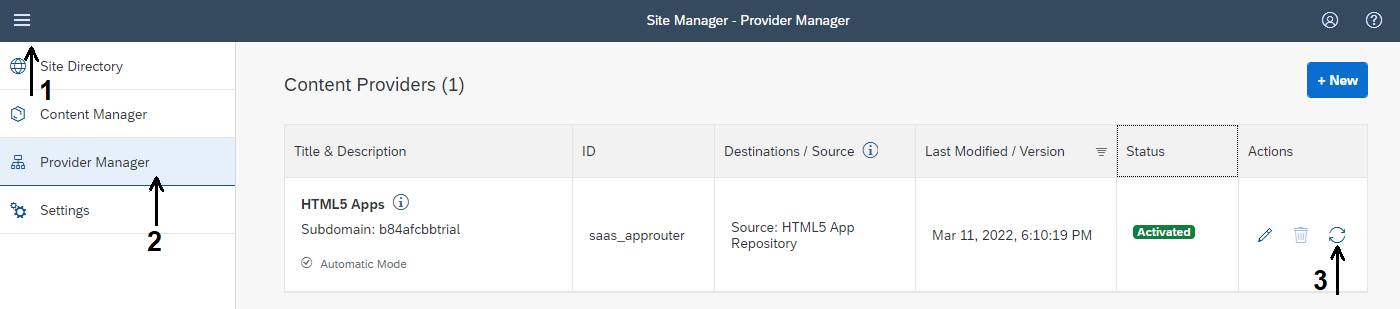 Site Manager - Provider Manager
Site Directory
1
Content Manager
Provider Manager
2
Settings
Content Providers (1)
+ New
Title & Description
ID
Destinations / Source
Last Modified / Version
Status
Actions
HTML5 Apps
Subdomain: b84afcbbtrial
Automatic Mode
saas_approuter
Source: HTML5 App
Repository
Mar 11, 2022, 6:10:19 PM
Activated
3